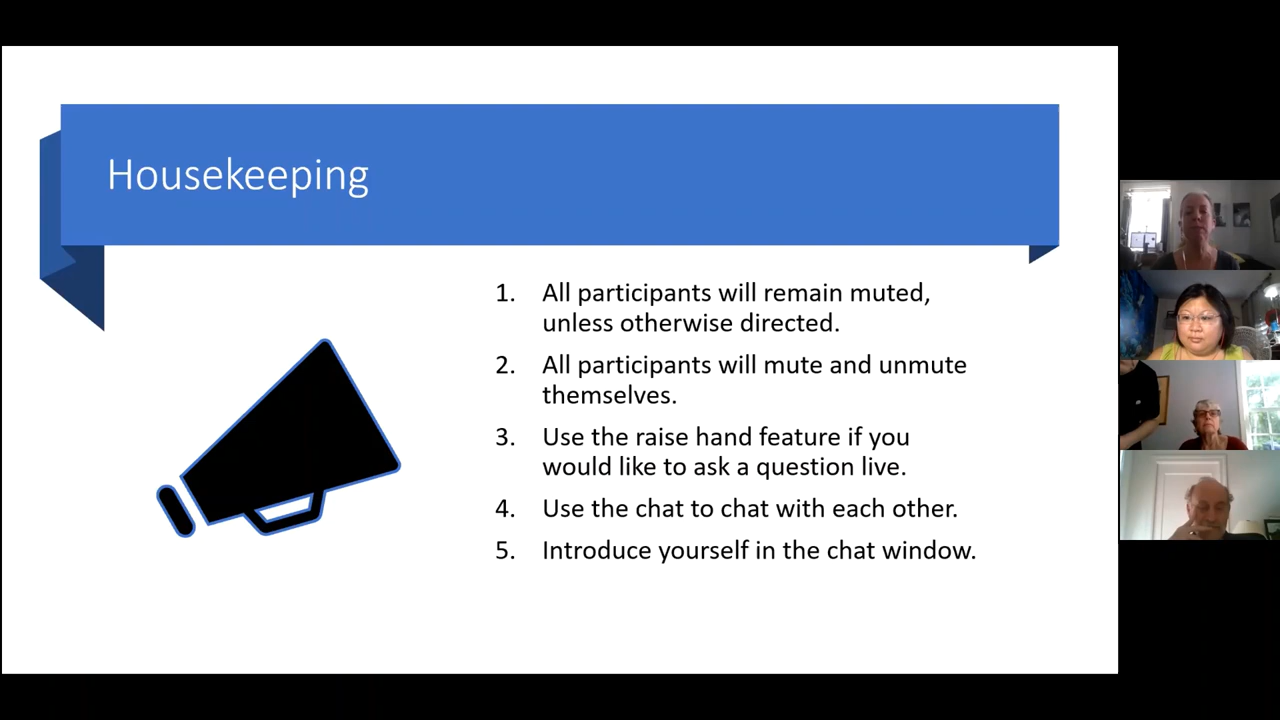 Housekeeping
1. All participants will remain muted,
unless otherwise directed.
2. All participants will mute and unmute
themselves.
3. Use the raise hand feature if you
would like to ask a question live.
4. Use the chat to chat with each other.
5. Introduce yourself in the chat window.